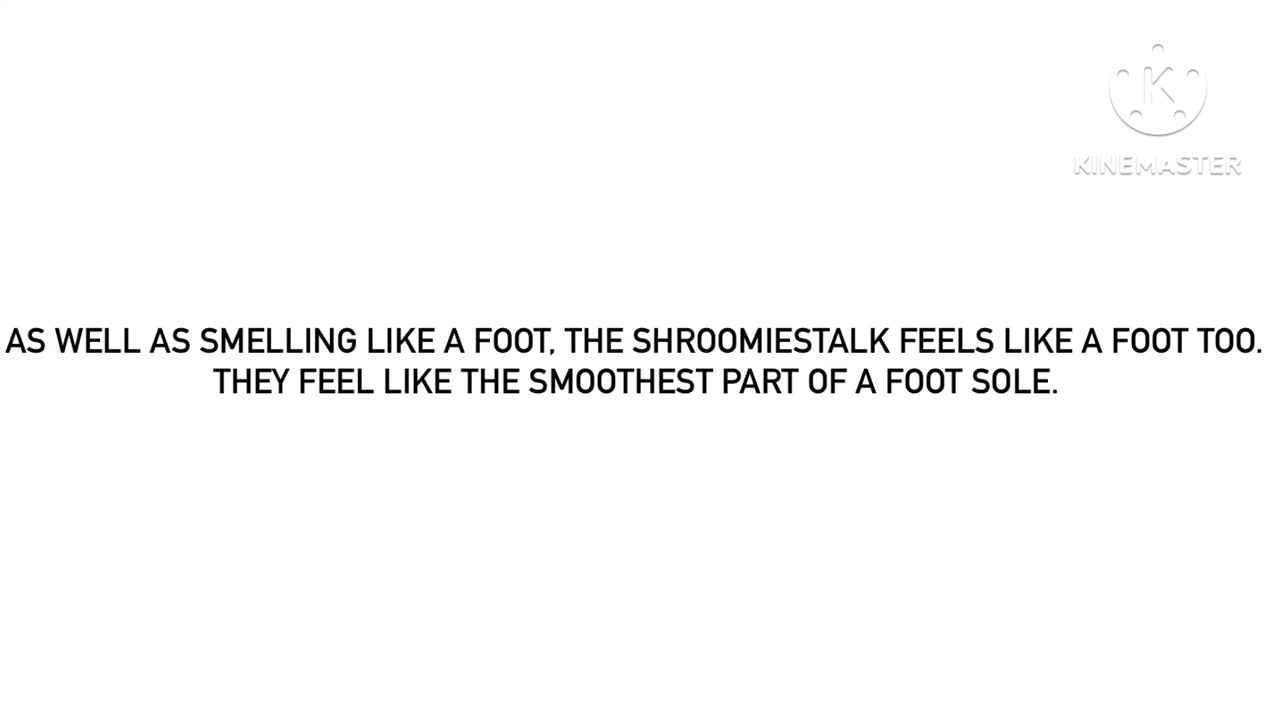 KINEMASTER
AS WELL AS SMELLING LIKE A FOOT, THE SHROOMIESTALK FEELS LIKE A FOOT TOO.
THEY FEEL LIKE THE SMOOTHEST PART OF A FOOT SOLE.